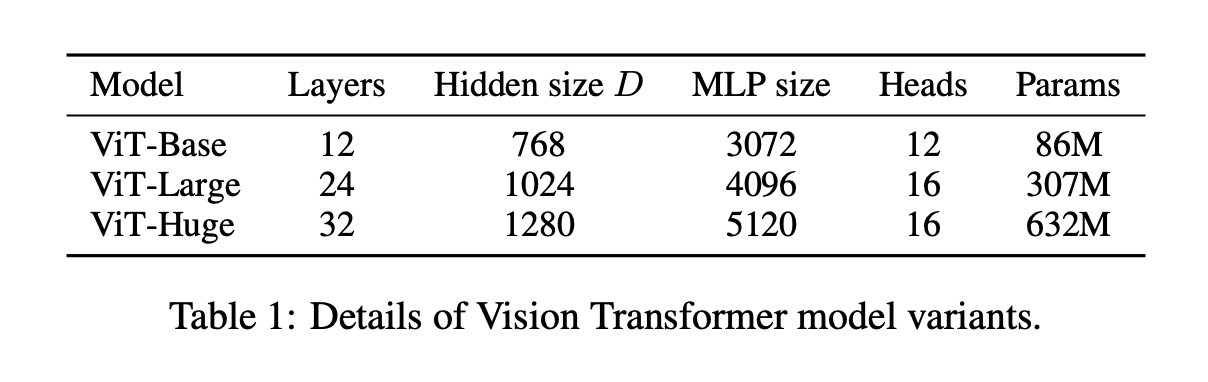 Model Layers Hidden size D MLP size Heads Params
ViT-Base 12 768 3072 12 86M
ViT-Large 24 1024 4096 16 307M
ViT-Huge 32 1280 5120 16 632M
Table 1: Details of Vision Transformer model variants.